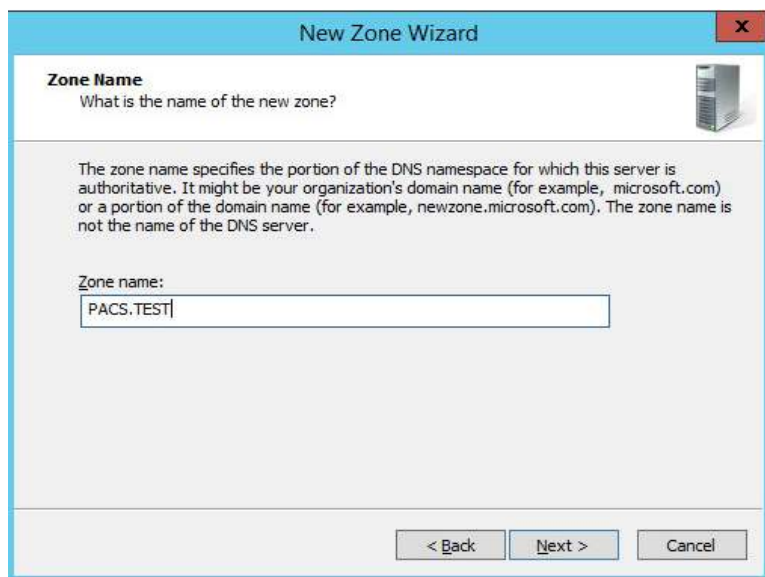 New Zone Wizard
x
Zone Name
What is the name of the new zone?
The zone name specifies the portion of the DNS namespace for which this server is
authoritative. It might be your organization's domain name (for example, microsoft.com)
or a portion of the domain name (for example, newzone.microsoft.com). The zone name is
not the name of the DNS server.
Zone name:
PACS.TEST
< Back Next > Cancel